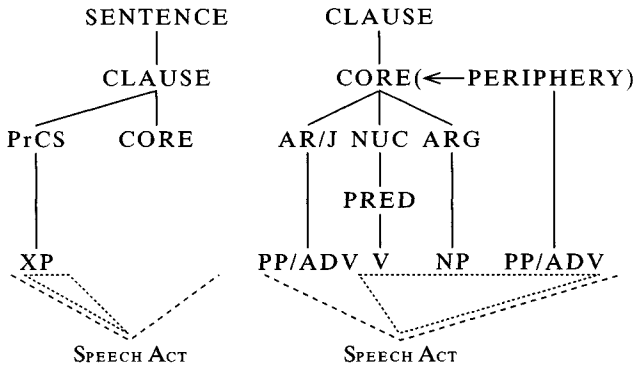 SENTENCE CLAUSE
CLAUSE CORE(←PERIPHERY)
PrCS CORE AR/J NUC ARG
PRED
XP PP/ADV V NP PP/ADV
SPEECH ACT SPEECH ACT